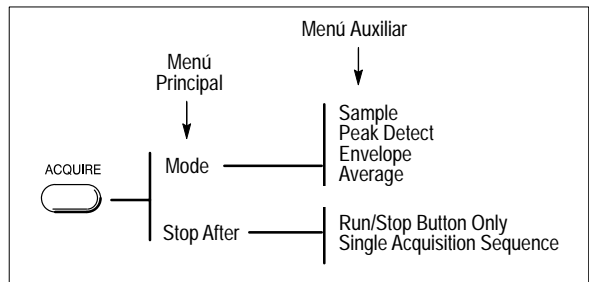 Menú Auxiliar
Menú
Principal
ACQUIRE
Mode
Sample
Peak Detect
Envelope
Average
Stop After
Run/Stop Button Only
Single Acquisition Sequence